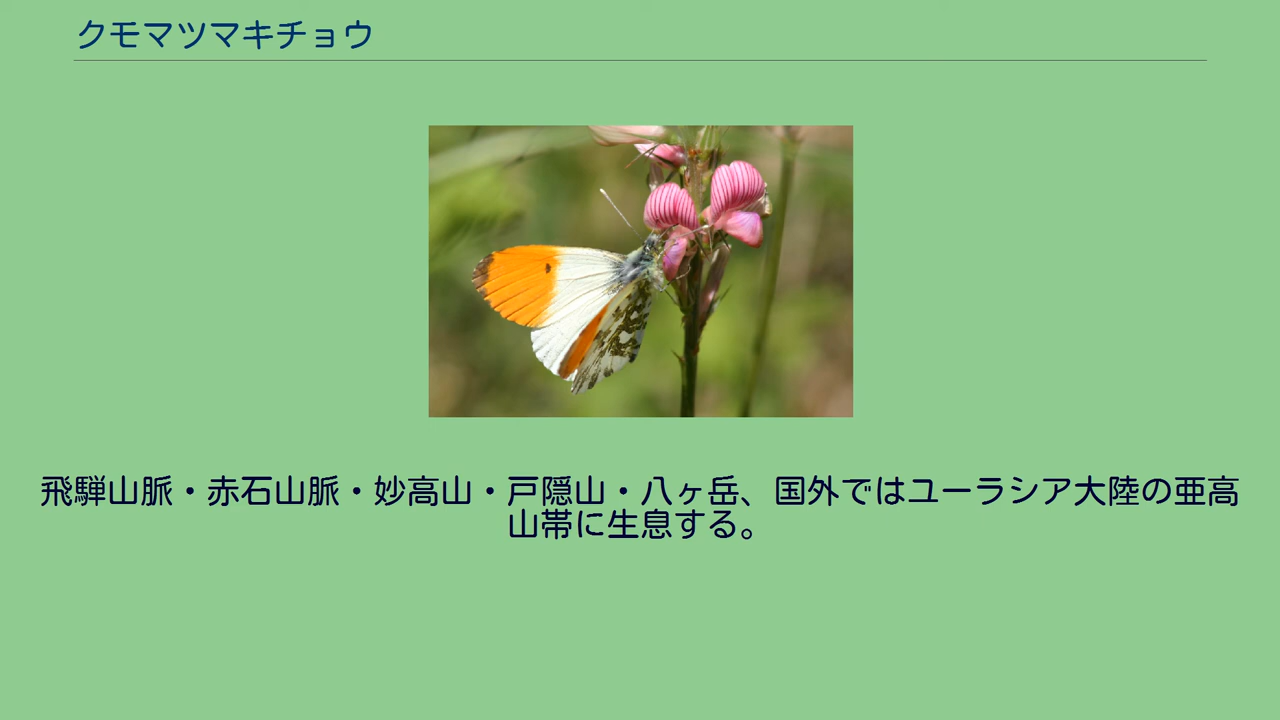 クモマツマキチョウ
飛騨山脈・赤石山脈・妙高山・戸隠山・八ヶ岳、国外ではユーラシア大陸の亜高
山帯に生息する。